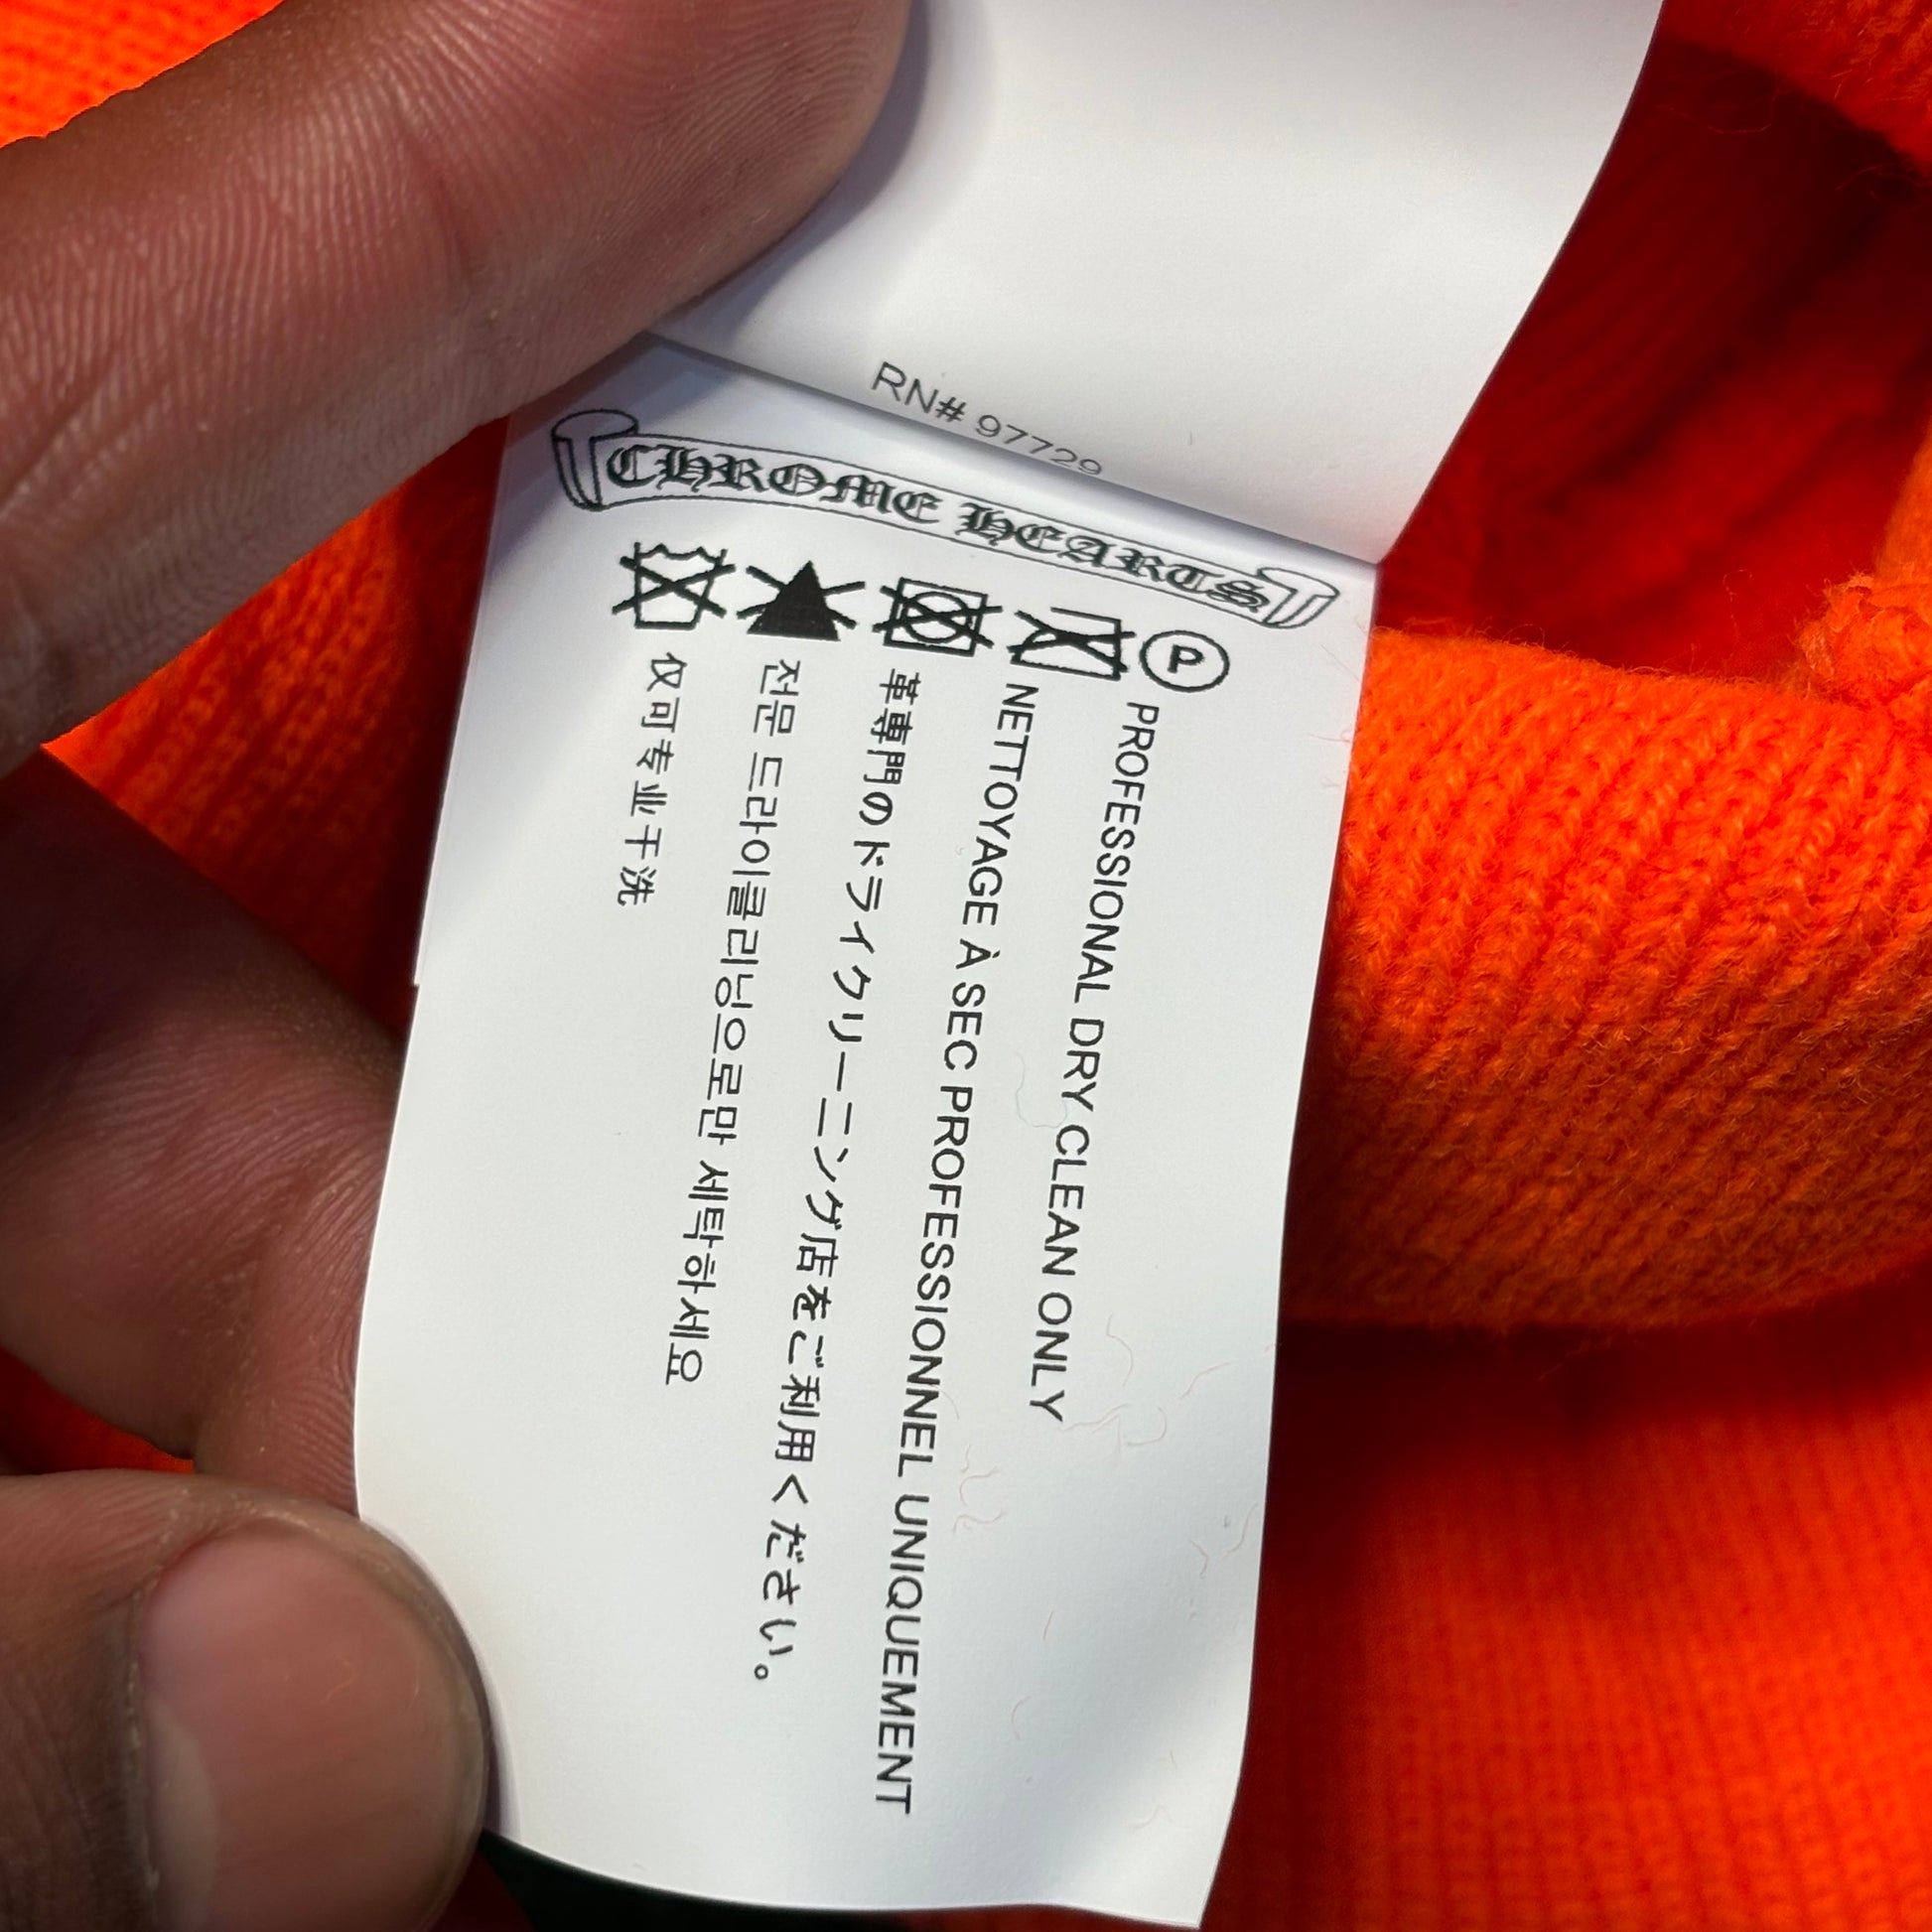 RN# 97729
CHROME HEARTS
P
PROFESSIONAL DRY CLEAN ONLY
NETTOYAGE À SEC PROFESSIONNEL UNIQUEMENT
革専門のドライクリーニング店をご利用ください。
전문 드라이클리닝으로만 세탁하세요
仅可专业干洗